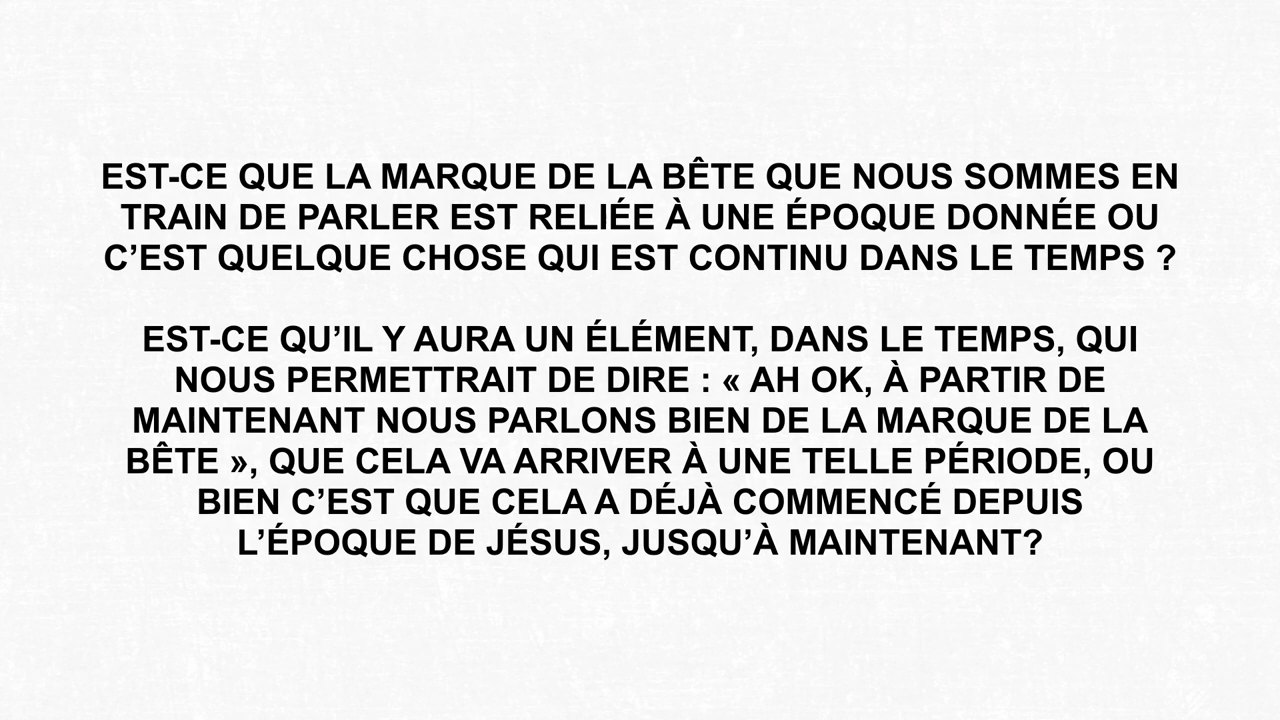 EST-CE QUE LA MARQUE DE LA BÊTE QUE NOUS SOMMES EN
TRAIN DE PARLER EST RELIÉE À UNE ÉPOQUE DONNÉE OU
C’EST QUELQUE CHOSE QUI EST CONTINU DANS LE TEMPS ?
EST-CE QU’IL Y AURA UN ÉLÉMENT, DANS LE TEMPS, QUI
NOUS PERMETTRAIT DE DIRE : « AH OK, À PARTIR DE
MAINTENANT NOUS PARLONS BIEN DE LA MARQUE DE LA
BÊTE », QUE CELA VA ARRIVER À UNE TELLE PÉRIODE, OU
BIEN C’EST QUE CELA A DÉJÀ COMMENCÉ DEPUIS
L’ÉPOQUE DE JÉSUS, JUSQU’À MAINTENANT?